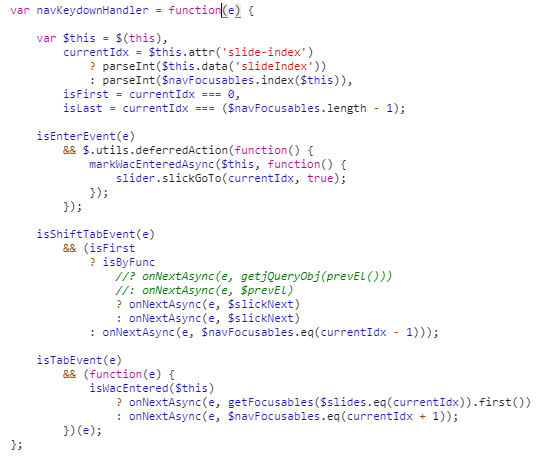 var navKeydownHandler = function(e) {
var $this = $(this),
currentIdx = $this.attr('slide-index')
? parseInt($this.data('slideIndex'))
: parseInt($navFocusables.index($this)),
isFirst = currentIdx === 0,
isLast = currentIdx === ($navFocusables.length - 1);
isEnterEvent(e)
&& $.utils.deferredAction(function() {
markWacEnteredAsync($this, function() {
slider.slickGoTo(currentIdx, true);
});
});
isShiftTabEvent(e)
&& (isFirst
? isByFunc
//? onNextAsync(e, getjQueryObj(prevEl()))
//: onNextAsync(e, $prevEl)
? onNextAsync(e, $slickNext)
: onNextAsync(e, $slickNext)
: onNextAsync(e, $navFocusables.eq(currentIdx - 1)));
isTabEvent(e)
&& (function(e) {
isWacEntered($this)
? onNextAsync(e, getFocusables($slides.eq(currentIdx)).first())
: onNextAsync(e, $navFocusables.eq(currentIdx + 1));
})(e);
};